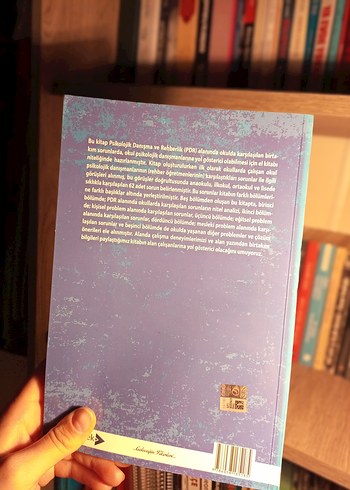 Bu kitap Psikolojik Danışma ve Rehberlik (PDR) alanında okulda karşılaşılan birta-
kım sorunlarda, okul psikolojik danışmanlarına yol gösterici olabilmesi için el kitabı
niteliğinde hazırlanmıştır. Kitap oluşturulurken ilk olarak okullarda çalışan okul
psikolojik danışmanlarının (rehber öğretmenlerinin) karşılaştıkları sorunlar ile ilgili
görüşleri alınmış, bu görüşler doğrultusunda anaokulu, ilkokul, ortaokul ve lisede
sıklıkla karşılaşılan 62 adet sorun belirlenmiştir. Bu sorunlar kitabın farklı bölümleri-
ne farklı başlıklar altında yerleştirilmiştir. Beş bölümden oluşan bu kitapta, birinci
bölümde; PDR alanında okullarda karşılaşılan sorunların nitel analizi, ikinci bölüm-
de; kişisel problem alanında karşılaşılan sorunlar, üçüncü bölümde; eğitsel problem
alanında karşılaşılan sorunlar, dördüncü bölümde; mesleki problem alanında karşı-
laşılan sorunlar ve beşinci bölümde de okulda yaşanan diğer problemler ve çözüm
önerileri ele alınmıştır. Alanda çalışma deneyimlerimizi ve alan yazından birtakım
bilgileri paylaştığımız kitabın alan çalışanlarına yol gösterici olacağını umuyoruz.